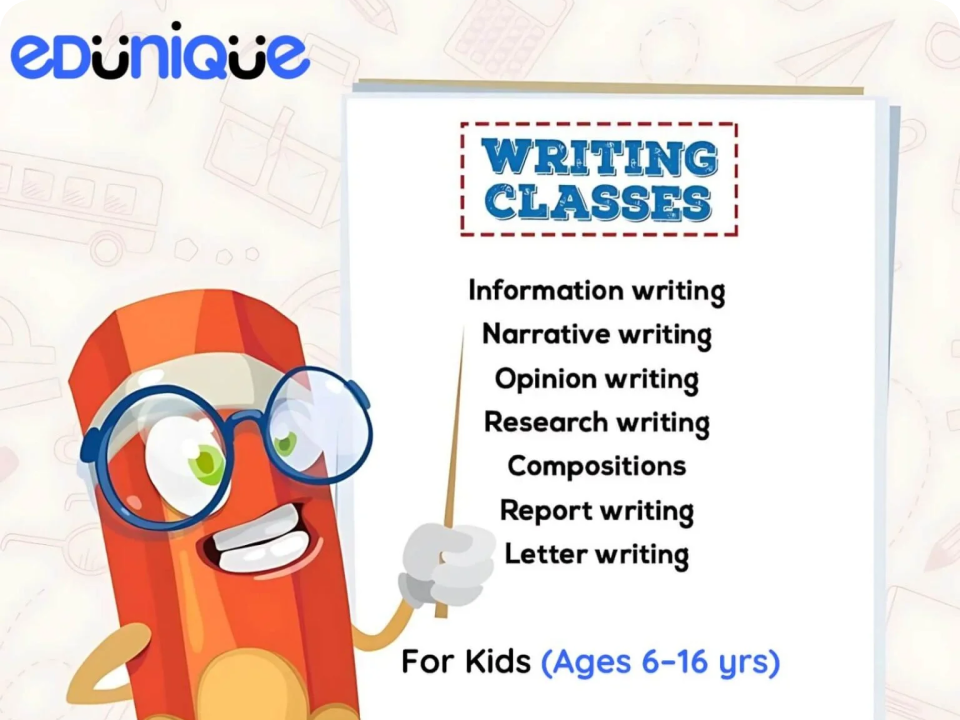 edünique
WRITING
CLASSES
Information writing
Narrative writing
Opinion writing
Research writing
Compositions
Report writing
Letter writing
For Kids (Ages 6-16 yrs)